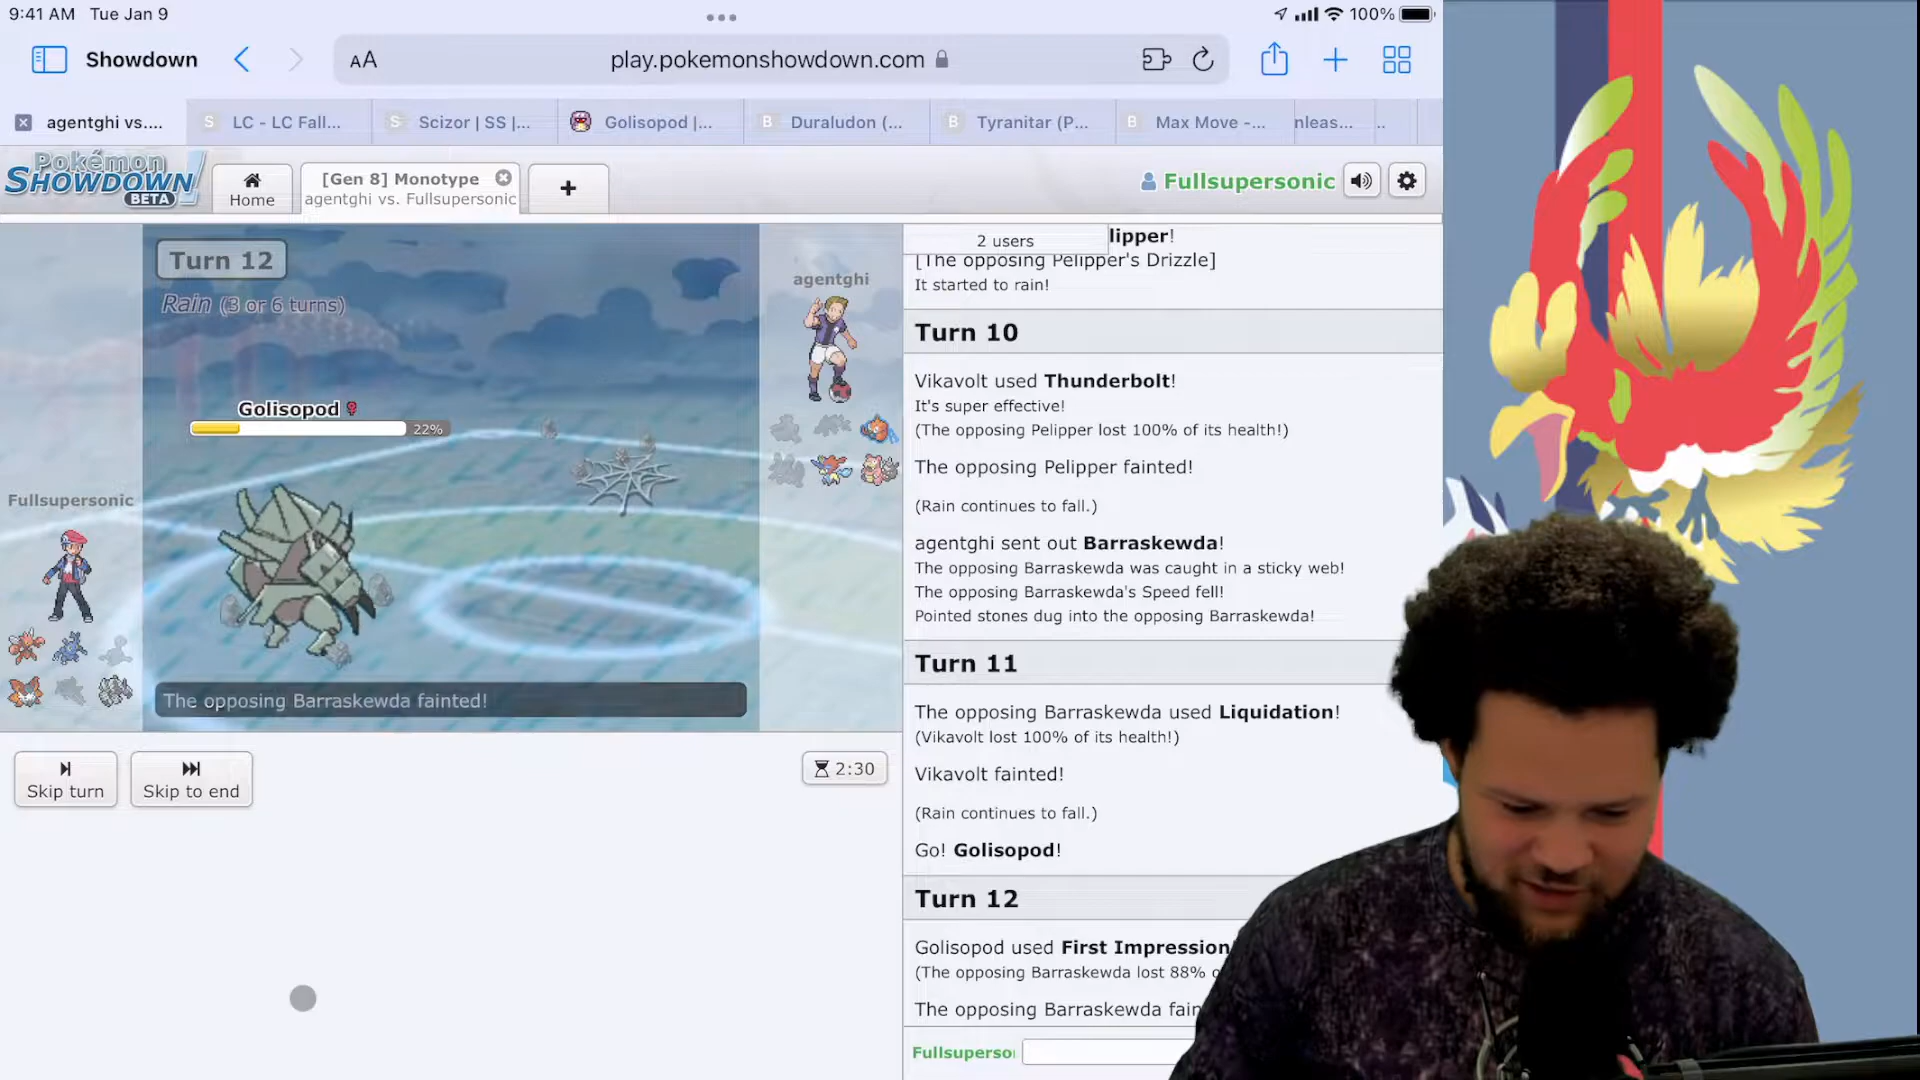 9:41 AM Tue Jan 9
100%
Showdown
AA
play.pokemonshowdown.com
agentghi vs....
S LC - LC Fall...
S Scizor | SS |...
Golisopod |...
B Duraludon (...
B Tyranitar (P...
B Max Move -...
nleas...
..
Pokémon
SHOWDOWN
BETA
Home
[Gen 8] Monotype
agentghi vs. Fullsupersonic
+
Fullsupersonic
Turn 12
Rain (3 or 6 turns)
Golisopod
22%
agentghi
Fullsupersonic
The opposing Barraskewda fainted!
Skip turn
Skip to end
2:30
2 users
lipper!
[The opposing Pelipper's Drizzle]
It started to rain!
Turn 10
Vikavolt used Thunderbolt!
It's super effective!
(The opposing Pelipper lost 100% of its health!)
The opposing Pelipper fainted!
(Rain continues to fall.)
agentghi sent out Barraskewda!
The opposing Barraskewda was caught in a sticky web!
The opposing Barraskewda's Speed fell!
Pointed stones dug into the opposing Barraskewda!
Turn 11
The opposing Barraskewda used Liquidation!
(Vikavolt lost 100% of its health!)
Vikavolt fainted!
(Rain continues to fall.)
Go! Golisopod!
Turn 12
Golisopod used First Impression
(The opposing Barraskewda lost 88% o
The opposing Barraskewda fain
Fullsuperso